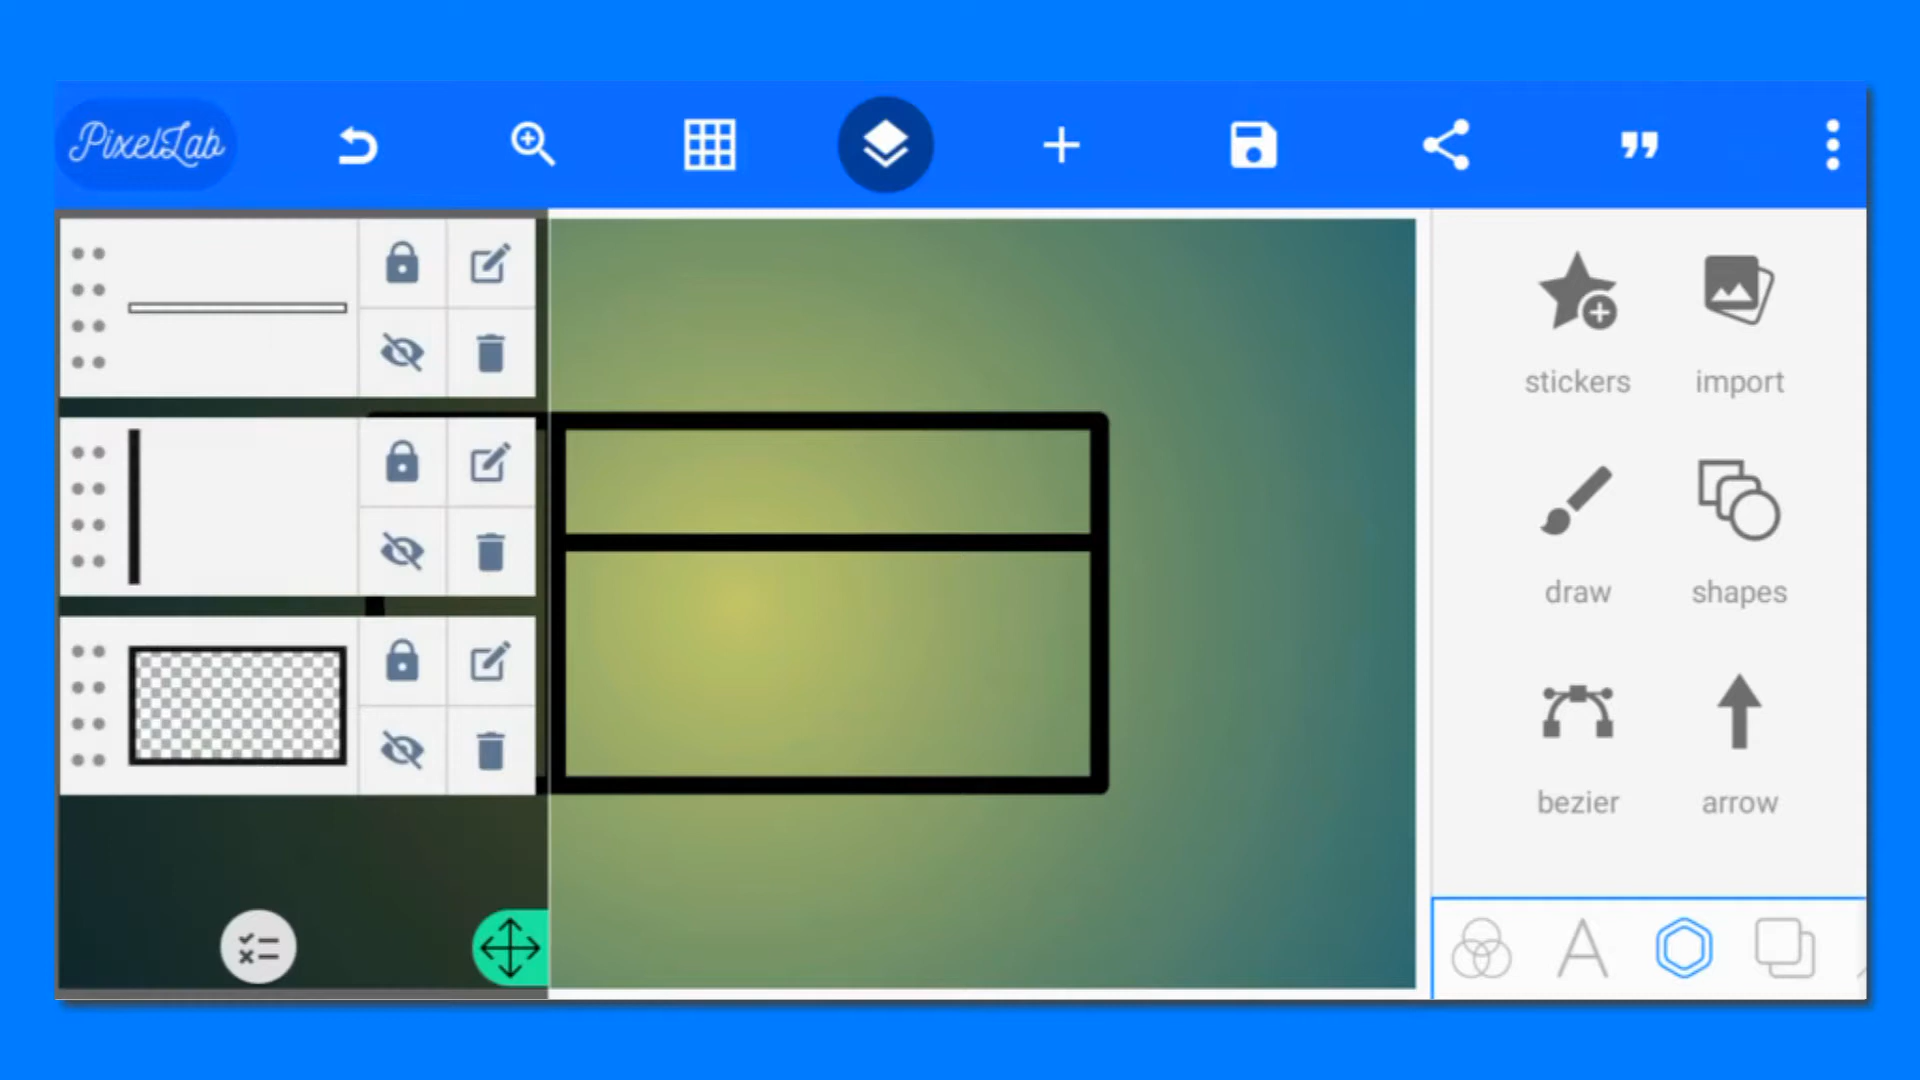 PixelLab
stickers
import
draw
shapes
bezier
arrow